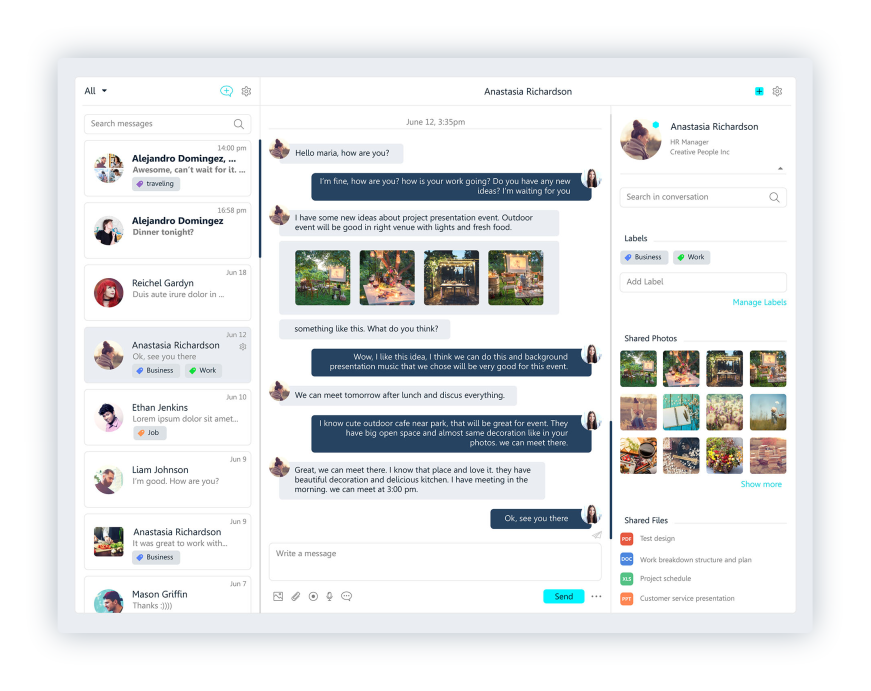 All
Search messages
14:00 pm
Alejandro Domingez, ...
Awesome, can't wait for it. ...
traveling
16:58 pm
Alejandro Domingez
Dinner tonight?
Jun 18
Reichel Gardyn
Duis aute irure dolor in ...
Jun 12
Anastasia Richardson
Ok, see you there
Business
Work
Jun 10
Ethan Jenkins
Lorem ipsum dolor sit amet...
Job
Jun 9
Liam Johnson
I'm good. How are you?
Jun 9
Anastasia Richardson
It was great to work with...
Business
Jun 7
Mason Griffin
Thanks :))))
Anastasia Richardson
June 12, 3:35pm
Hello maria, how are you?
I'm fine, how are you? how is your work going? Do you have any new
ideas? I'm waiting for you
I have some new ideas about project presentation event. Outdoor
event will be good in right venue with lights and fresh food.
something like this. What do you think?
Wow, I like this idea, I think we can do this and background
presentation music that we chose will be very good for this event.
We can meet tomorrow after lunch and discus everything.
I know cute outdoor cafe near park, that will be great for event. They
have big open space and almost same decoration like in your
photos. we can meet there.
Great, we can meet there. I know that place and love it. they have
beautiful decoration and delicious kitchen. I have meeting in the
morning. we can meet at 3:00 pm.
Ok, see you there
Write a message
Send
Anastasia Richardson
HR Manager
Creative People Inc
Search in conversation
Labels
Business
Work
Add Label
Manage Labels
Shared Photos
Show more
Shared Files
PDF
Test design
DOC
Work breakdown structure and plan
XLS
Project schedule
PPT
Customer service presentation